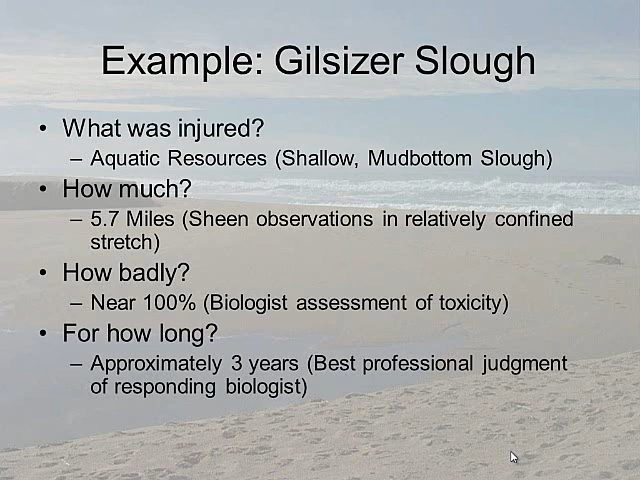 Example: Gilsizer Slough
• What was injured?
– Aquatic Resources (Shallow, Mudbottom Slough)
• How much?
– 5.7 Miles (Sheen observations in relatively confined
stretch)
• How badly?
– Near 100% (Biologist assessment of toxicity)
• For how long?
– Approximately 3 years (Best professional judgment
of responding biologist)